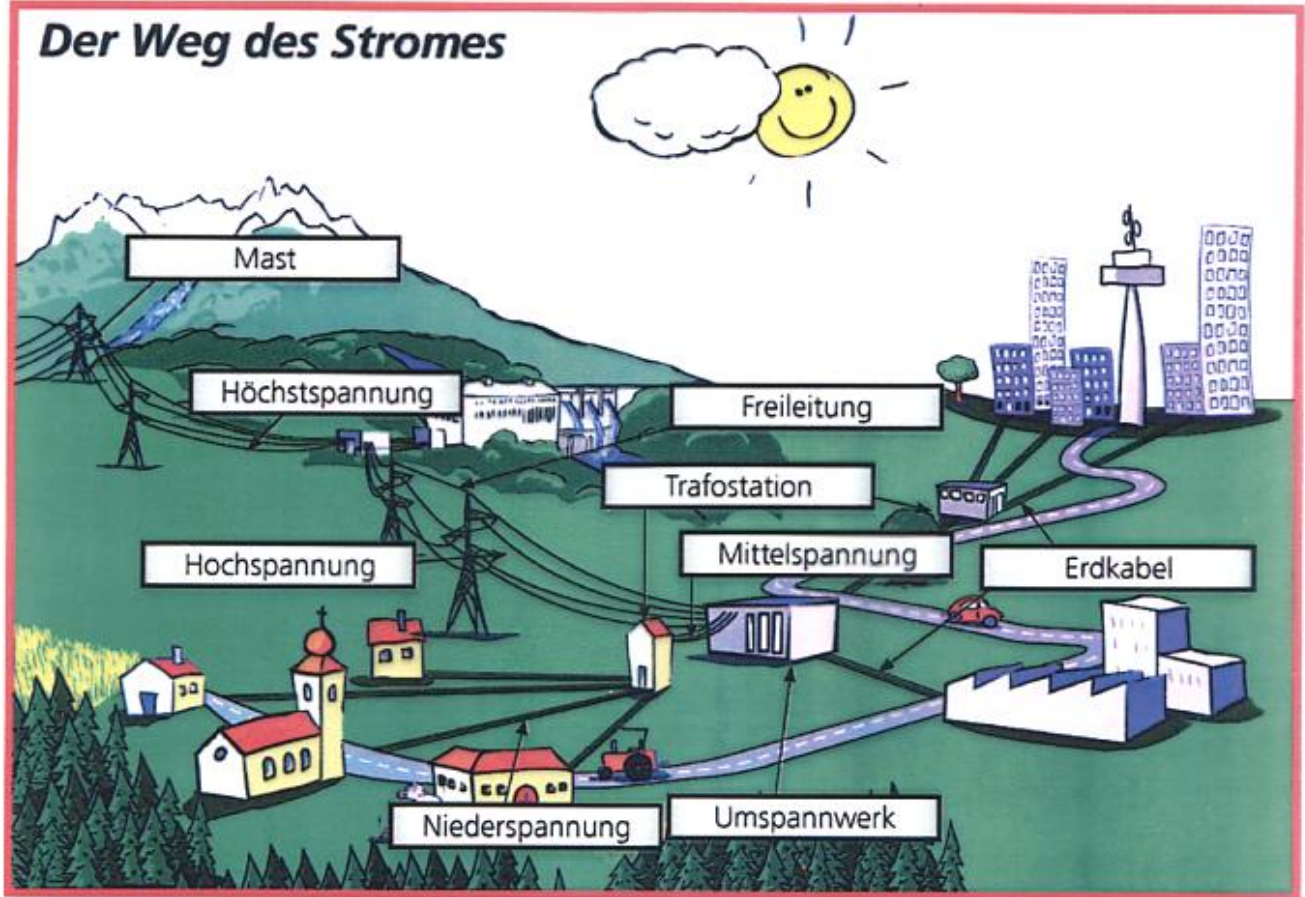 Der Weg des Stromes
Mast
Höchstspannung
Freileitung
Trafostation
Hochspannung
Mittelspannung
Erdkabel
Niederspannung
Umspannwerk